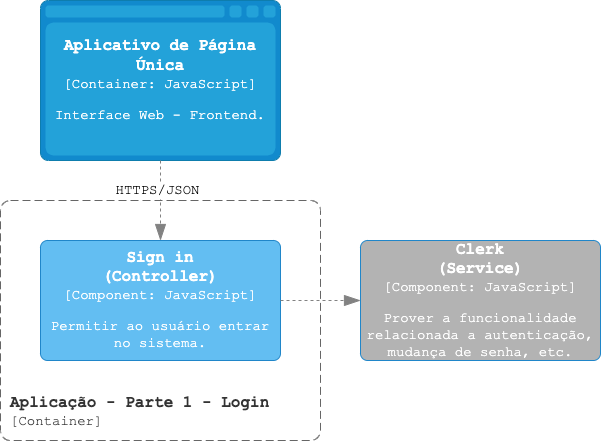 Aplicativo de Página
Única
[Container: JavaScript]
Interface Web - Frontend.
HTTPS/JSON
Sign in
(Controller)
[Component: JavaScript]
Permitir ao usuário entrar
no sistema.
Clerk
(Service)
[Component: JavaScript]
Prover a funcionalidade
relacionada a autenticação,
mudança de senha, etc.
Aplicação - Parte 1 - Login
[Container]